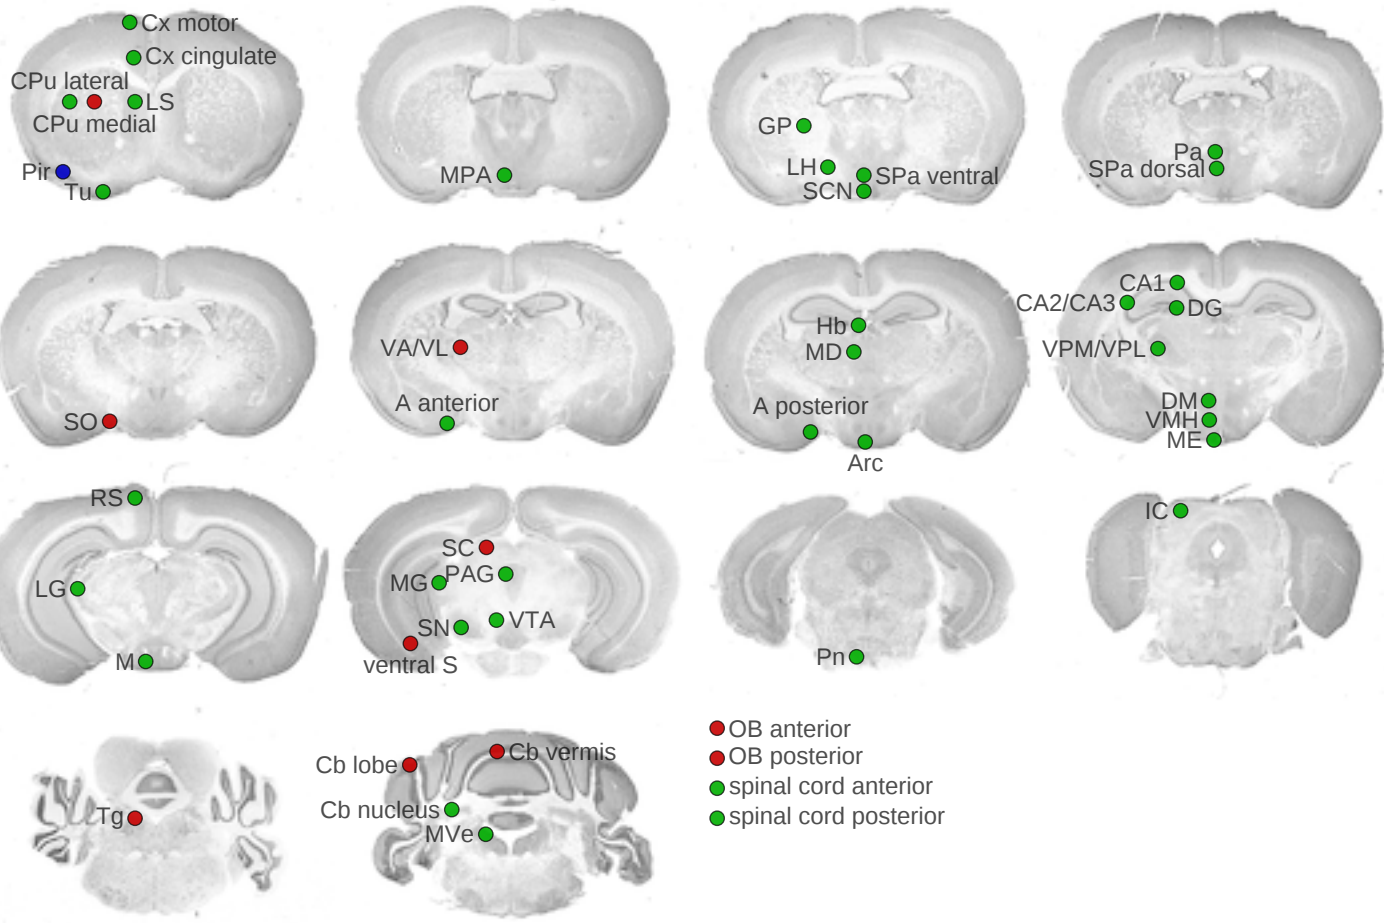 Cx motor
Cx cingulate
CPu lateral
LS
CPu medial
Pir
Tu
MPA
GP
LH
SPa ventral
SCN
Pa
SPa dorsal
SO
VA/VL
A anterior
Hb
MD
A posterior
Arc
CA1
CA2/CA3
DG
VPM/VPL
DM
VMH
ME
RS
LG
M
SC
MG
PAG
SN
VTA
ventral S
Pn
IC
Tg
Cb lobe
Cb vermis
Cb nucleus
MVe
OB anterior
OB posterior
spinal cord anterior
spinal cord posterior